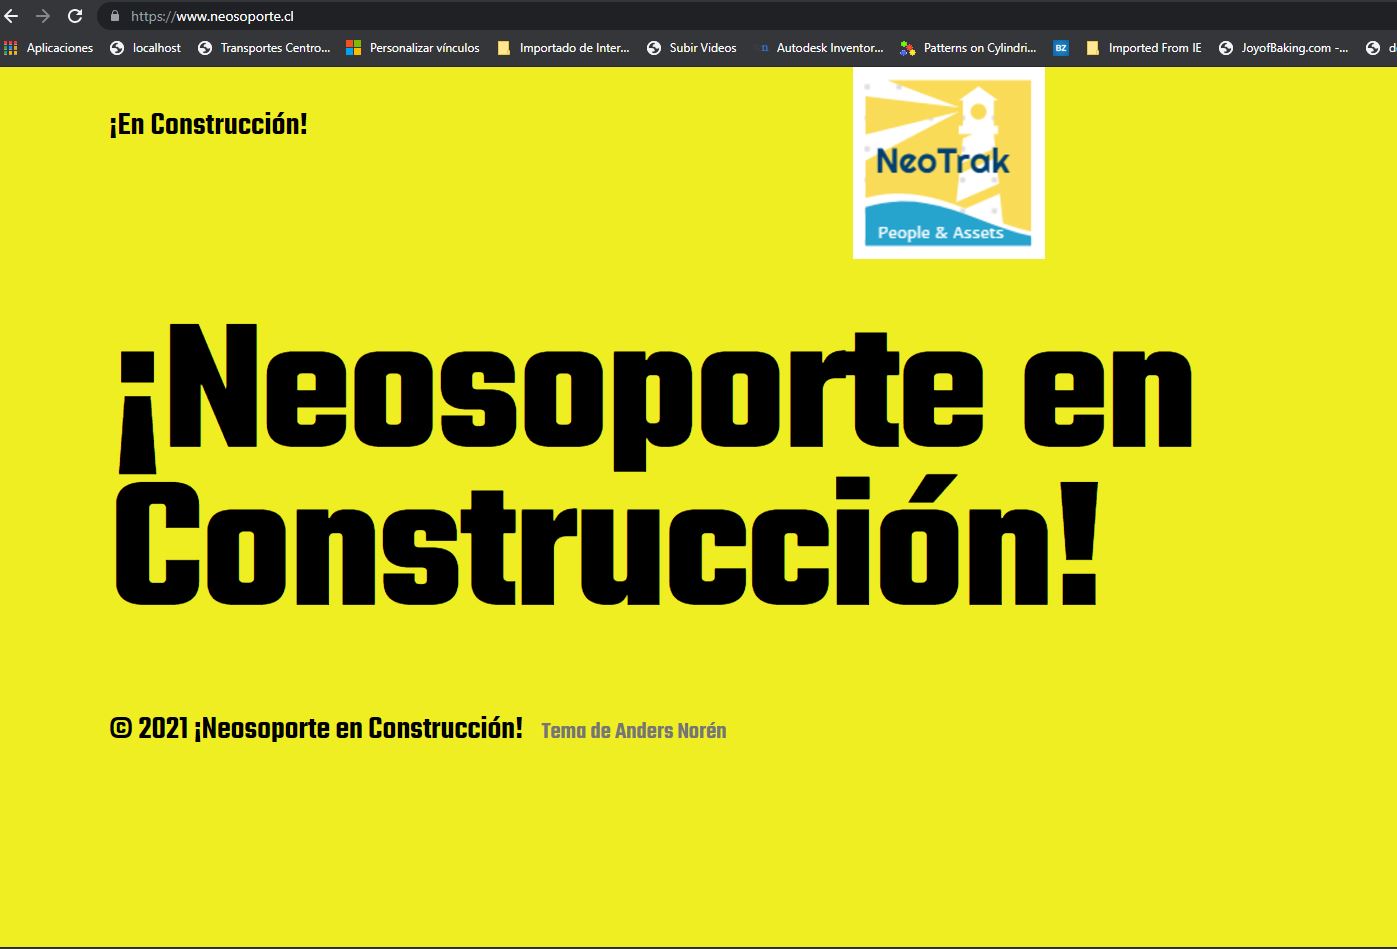 https://www.neosoporte.cl
Aplicaciones localhost Transportes Centro... Personalizar vínculos Importado de Inter... Subir Videos n Autodesk Inventor... Patterns on Cylindri... BZ Imported From IE JoyofBaking.com -... d
¡En Construcción!
NeoTrak
People & Assets
¡Neosoporte en
Construcción!
© 2021 ¡Neosoporte en Construcción! Tema de Anders Norén